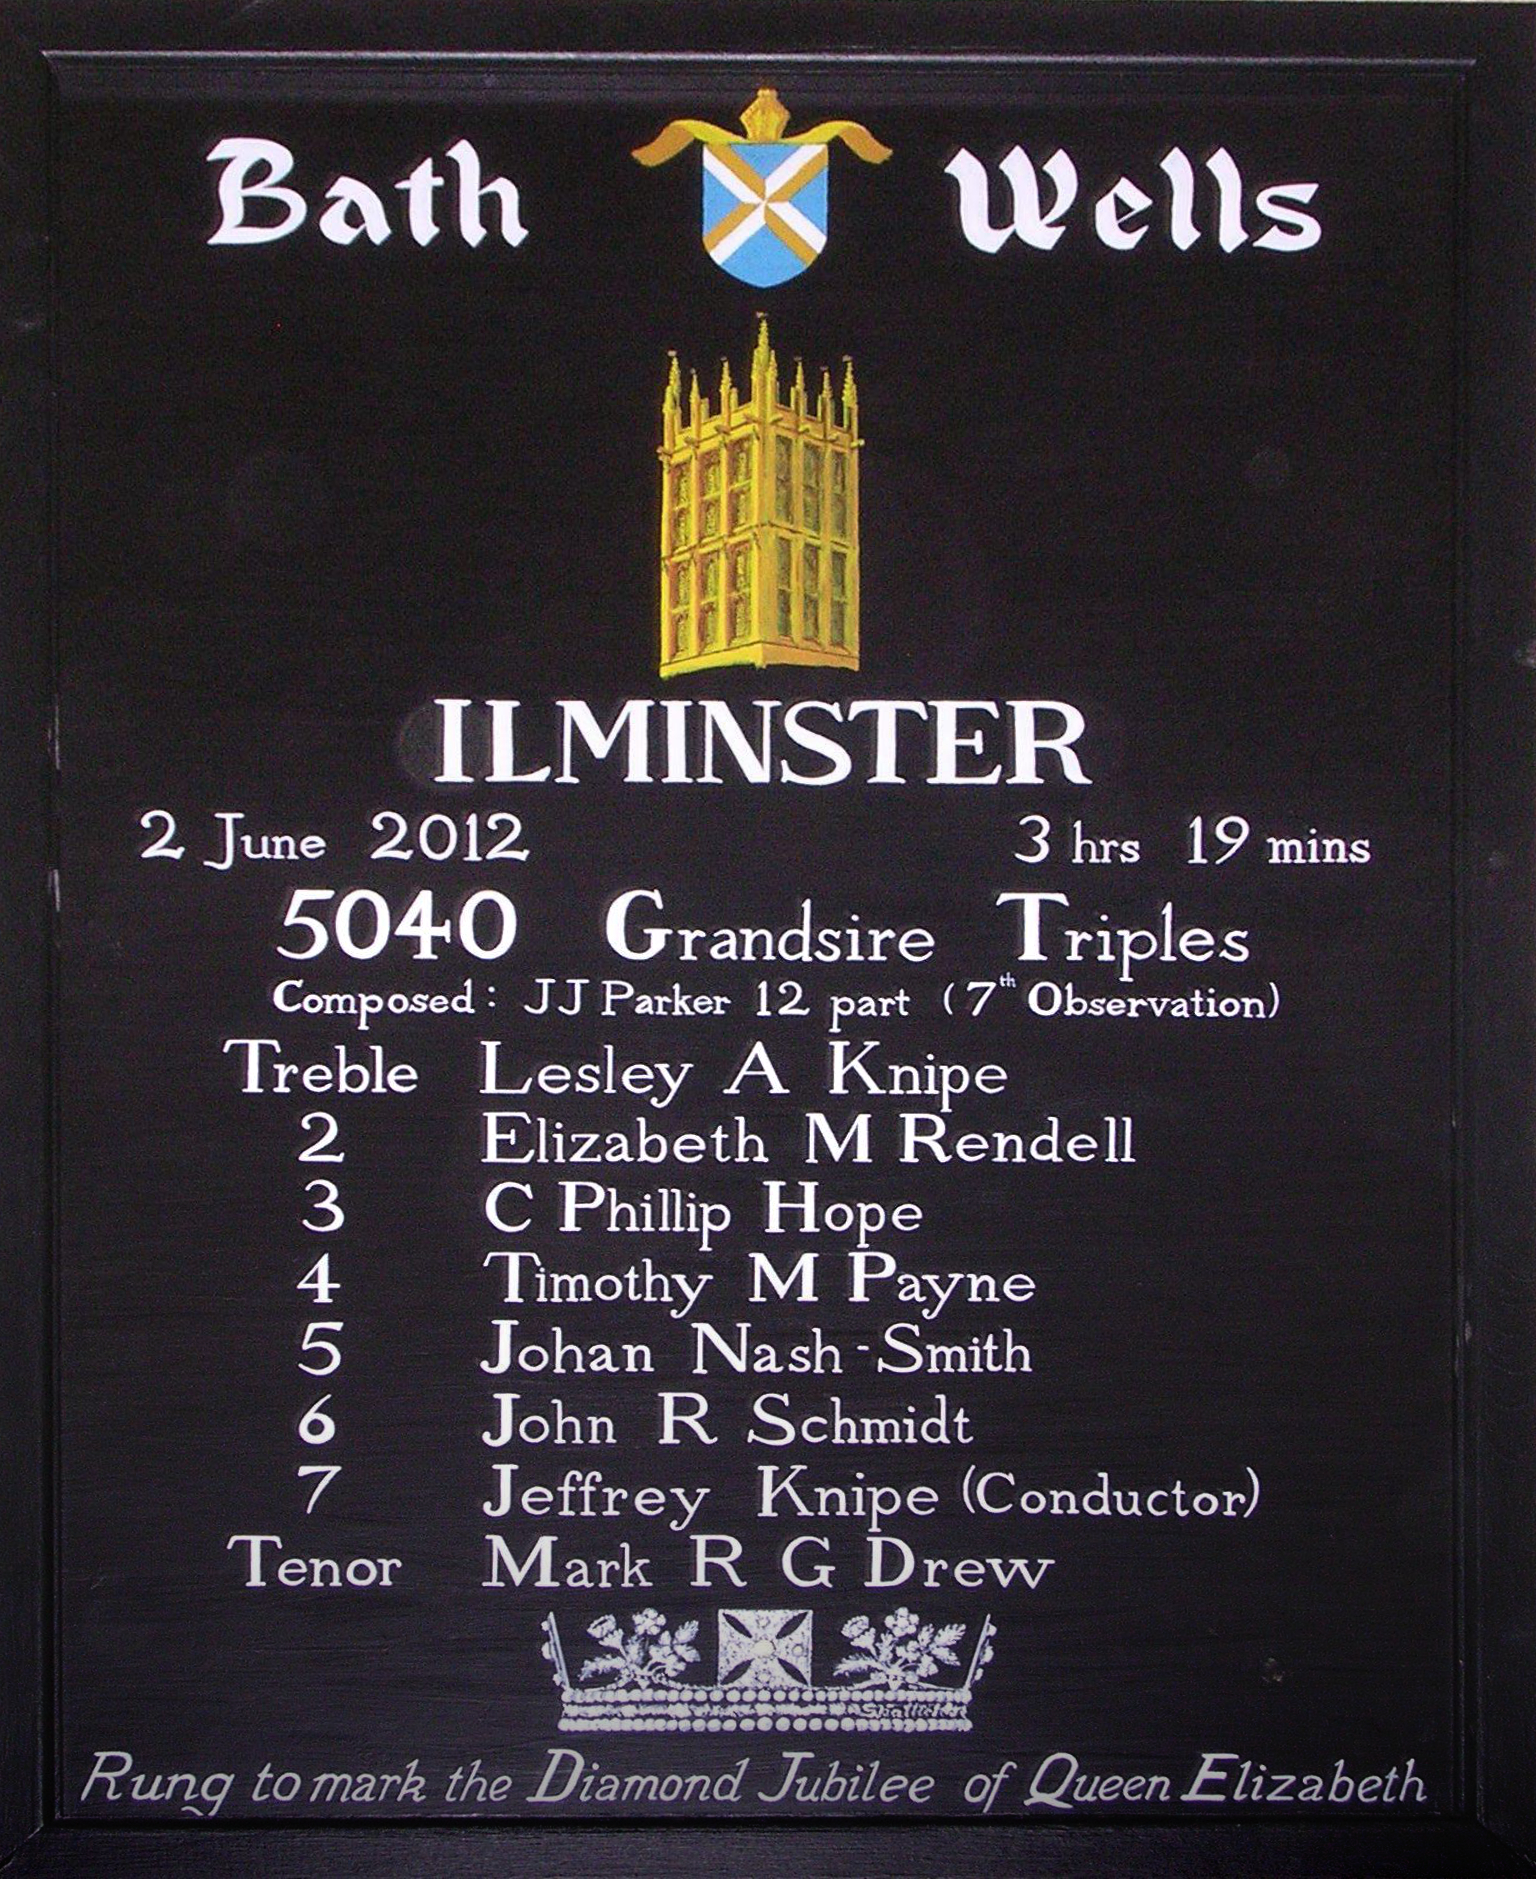 Bath Wells
ILMINSTER
2 June 2012 3 hrs 19 mins
5040 Grandsire Triples
Composed: JJ Parker 12 part (7th Observation)
Treble Lesley A Knipe
2 Elizabeth M Rendell
3 C Phillip Hope
4 Timothy M Payne
5 Johan Nash-Smith
6 John R Schmidt
7 Jeffrey Knipe (Conductor)
Tenor Mark R G Drew
Rung to mark the Diamond Jubilee of Queen Elizabeth